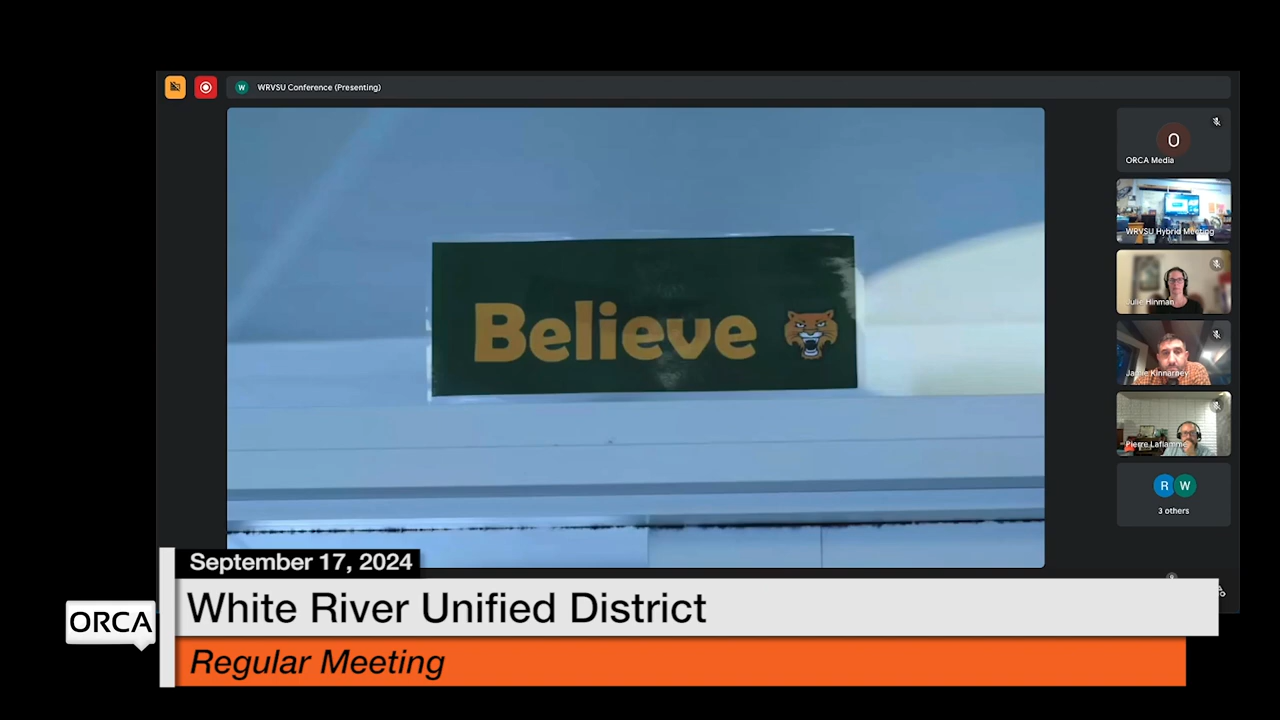 W WRVSU Conference (Presenting)
Believe
O
ORCA Media
WRVSU Hybrid Meeting
Julie Hinman
Jamie Kinnarney
Pierre Laflamme
R W
3 others
September 17, 2024
ORCA
White River Unified District
Regular Meeting